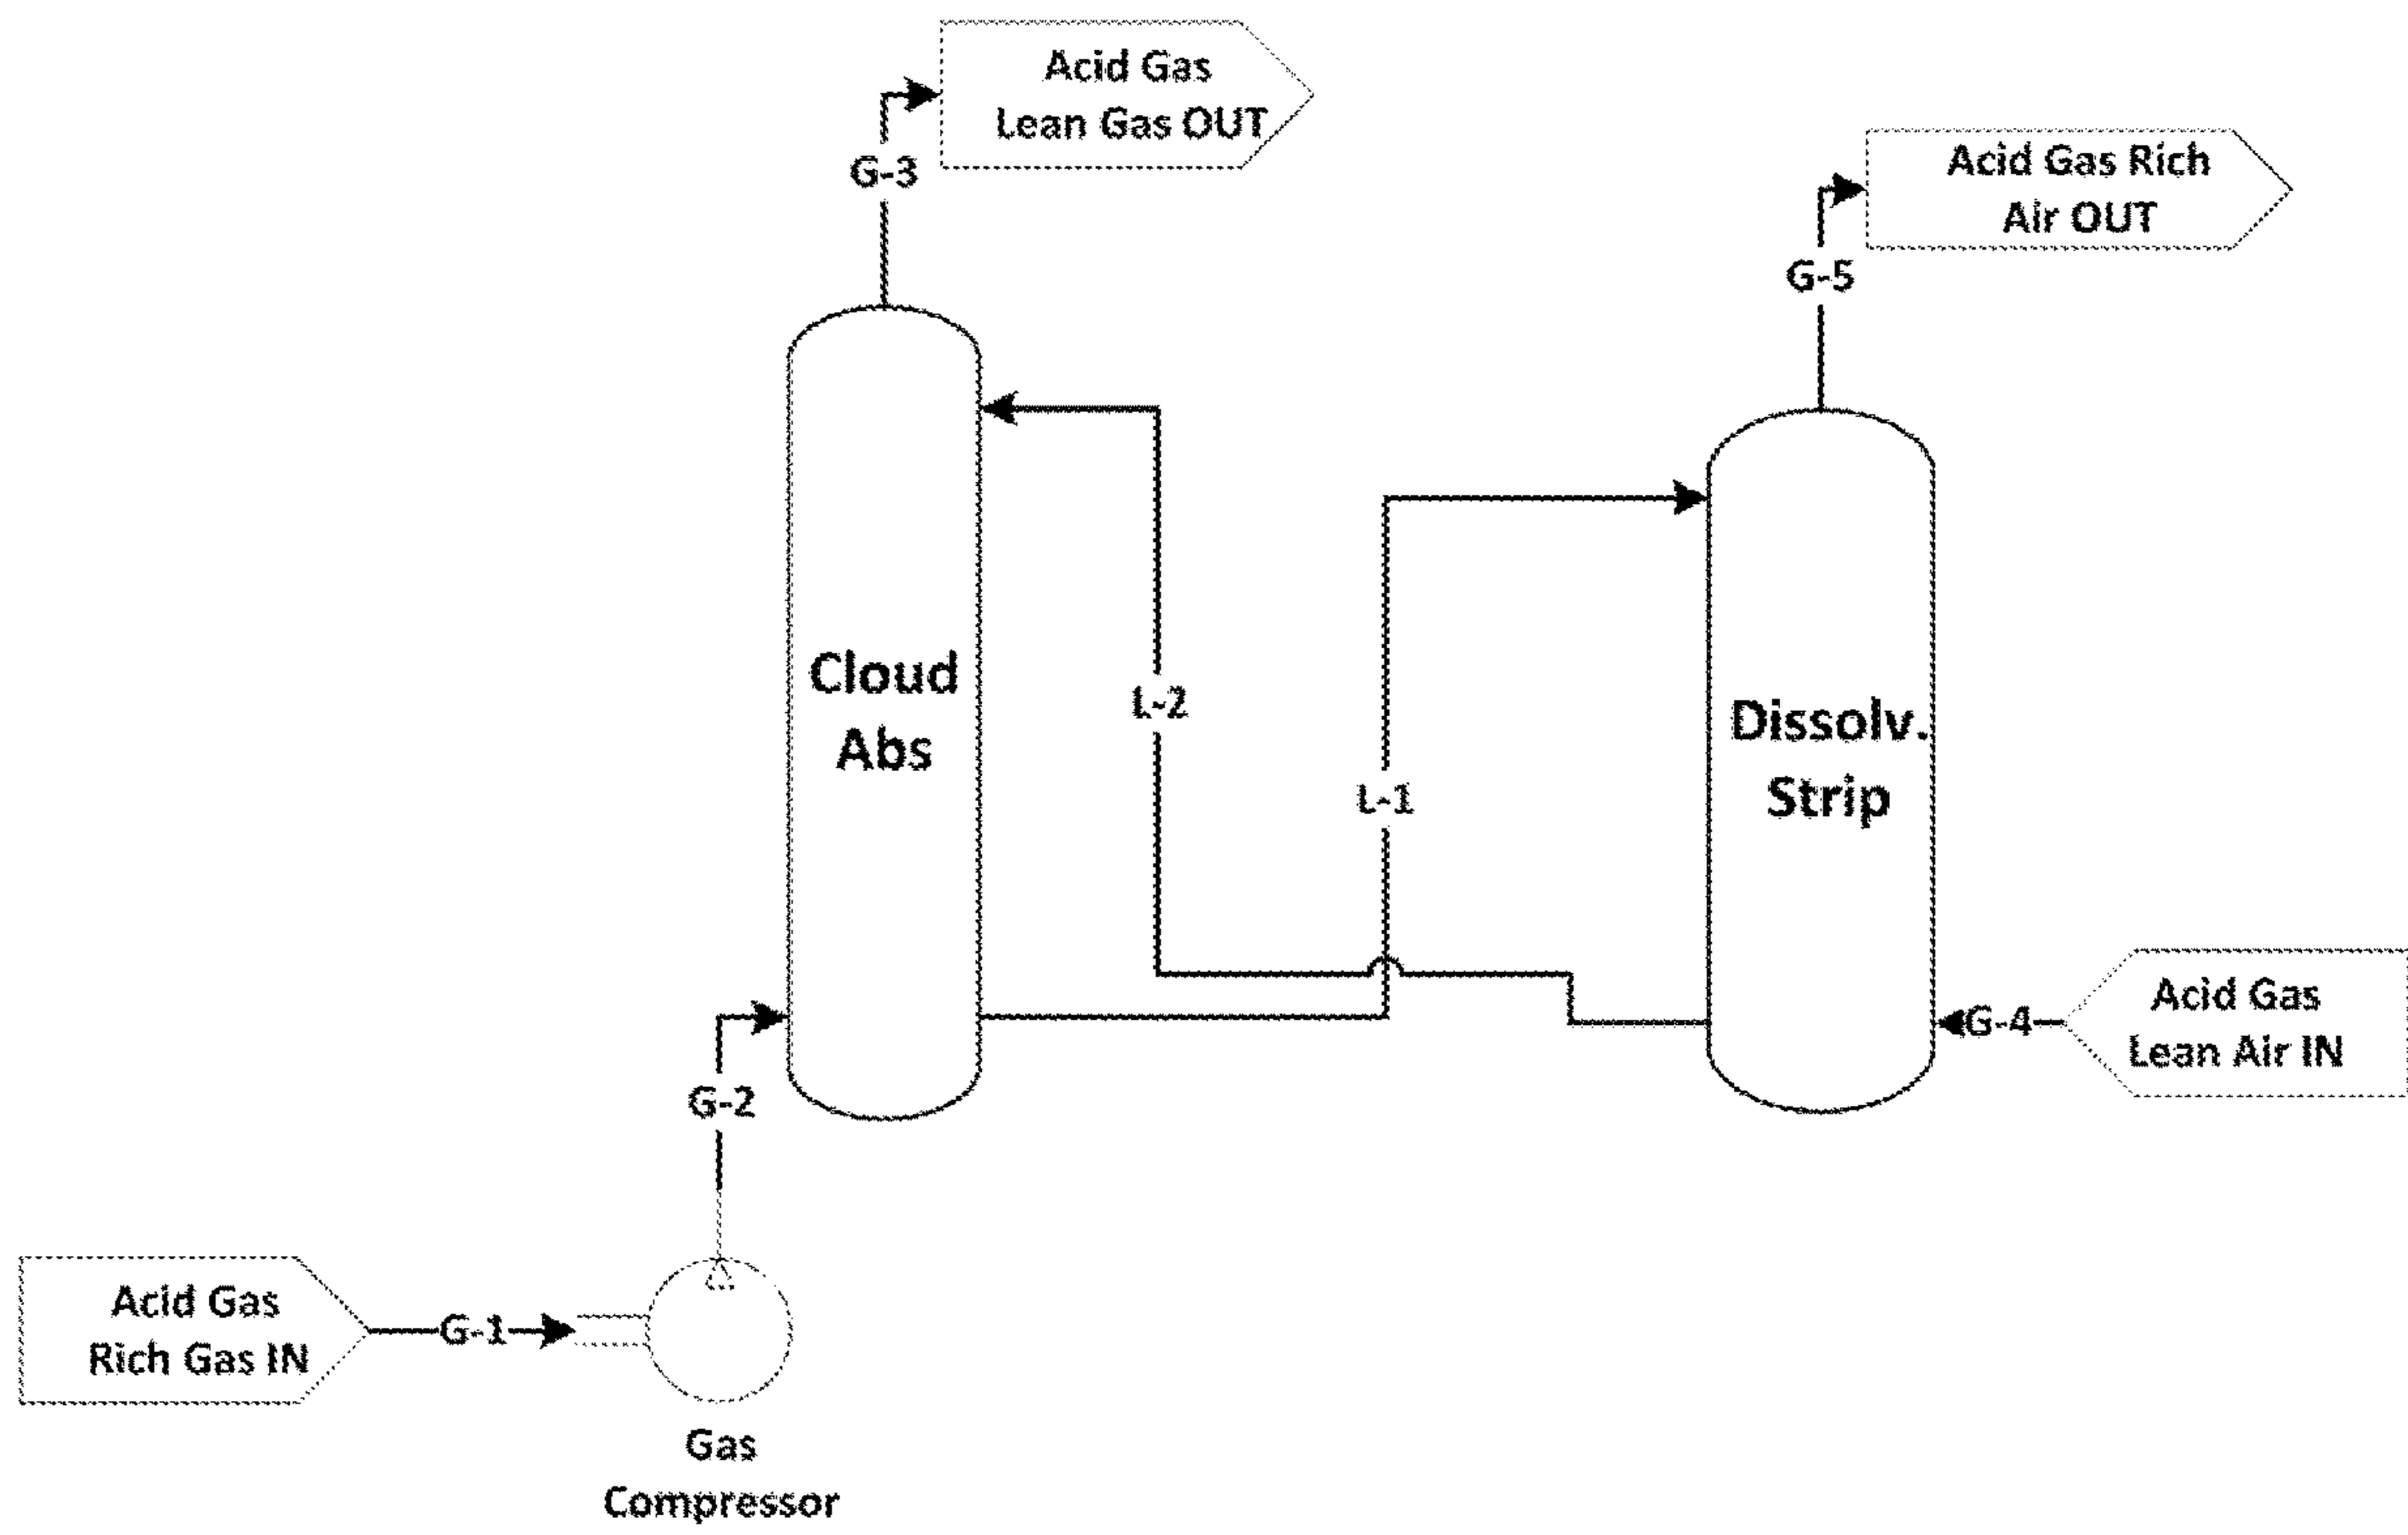 Acid Gas
Lean Gas OUT
G-3
Acid Gas Rich
Air OUT
G-5
Cloud
Abs
L-2
L-1
Dissolv.
Strip
G-4
Acid Gas
Lean Air IN
G-2
Acid Gas
Rich Gas IN
G-1
Gas
Compressor